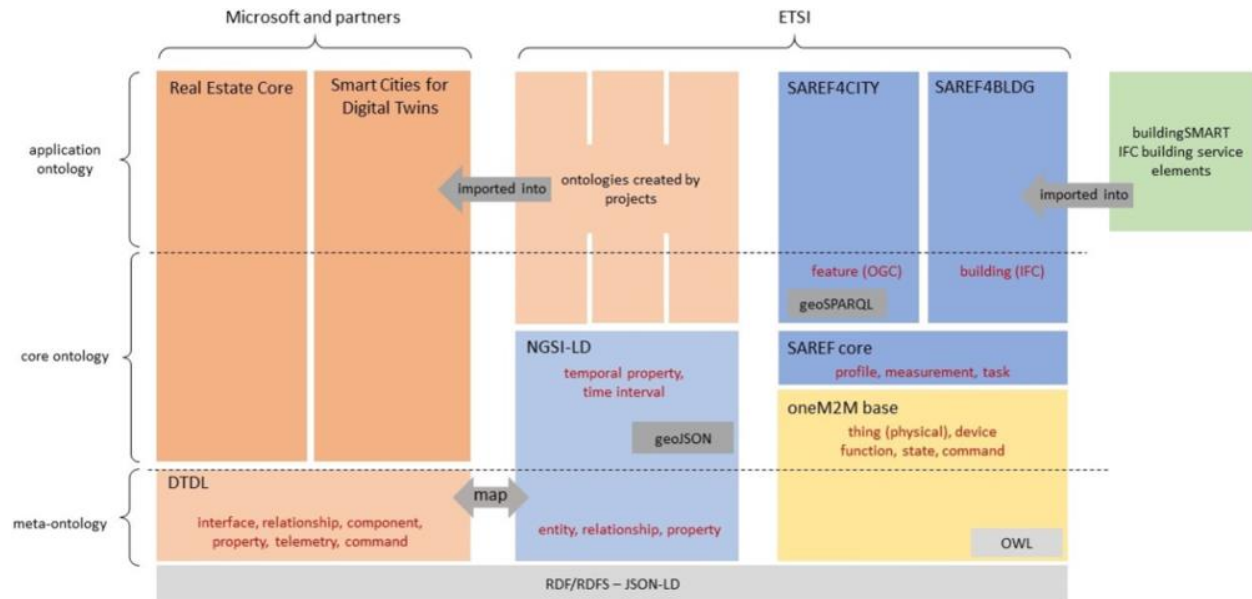 Microsoft and partners
ETSI
Real Estate Core
Smart Cities for
Digital Twins
SAREF4CITY
SAREF4BLDG
buildingSMART
IFC building service
elements
application
ontology
imported into
ontologies created by
projects
imported into
feature (OGC)
building (IFC)
geoSPARQL
core ontology
NGSI-LD
temporal property,
time interval
geoJSON
SAREF core
profile, measurement, task
oneM2M base
thing (physical), device
function, state, command
meta-ontology
DTDL
interface, relationship, component,
property, telemetry, command
map
entity, relationship, property
OWL
RDF/RDFS – JSON-LD